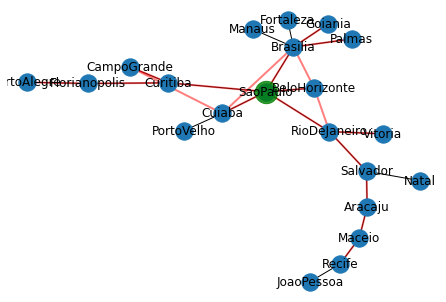 Fortaleza
Goiania
Manaus
Palmas
Brasilia
CampoGrande
rtoAlegre
Florianopolis
Curitiba
SaoPaulo
BeloHorizonte
Cuiaba
PortoVelho
RioDeJaneiro
Vitoria
Salvador
Natal
Aracaju
Maceio
Recife
JoaoPessoa